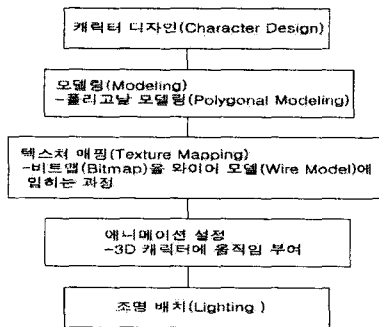 캐릭터 디자인(Character Design)
모델링(Modeling)
-폴리고날 모델링(Polygonal Modeling)
텍스처 매핑(Texture Mapping)
-비트맵(Bitmap)을 와이어 모델(Wire Model)에
입히는 과정
애니메이션 설정
-3D 캐릭터에 움직임 부여
조명 배치(Lighting )